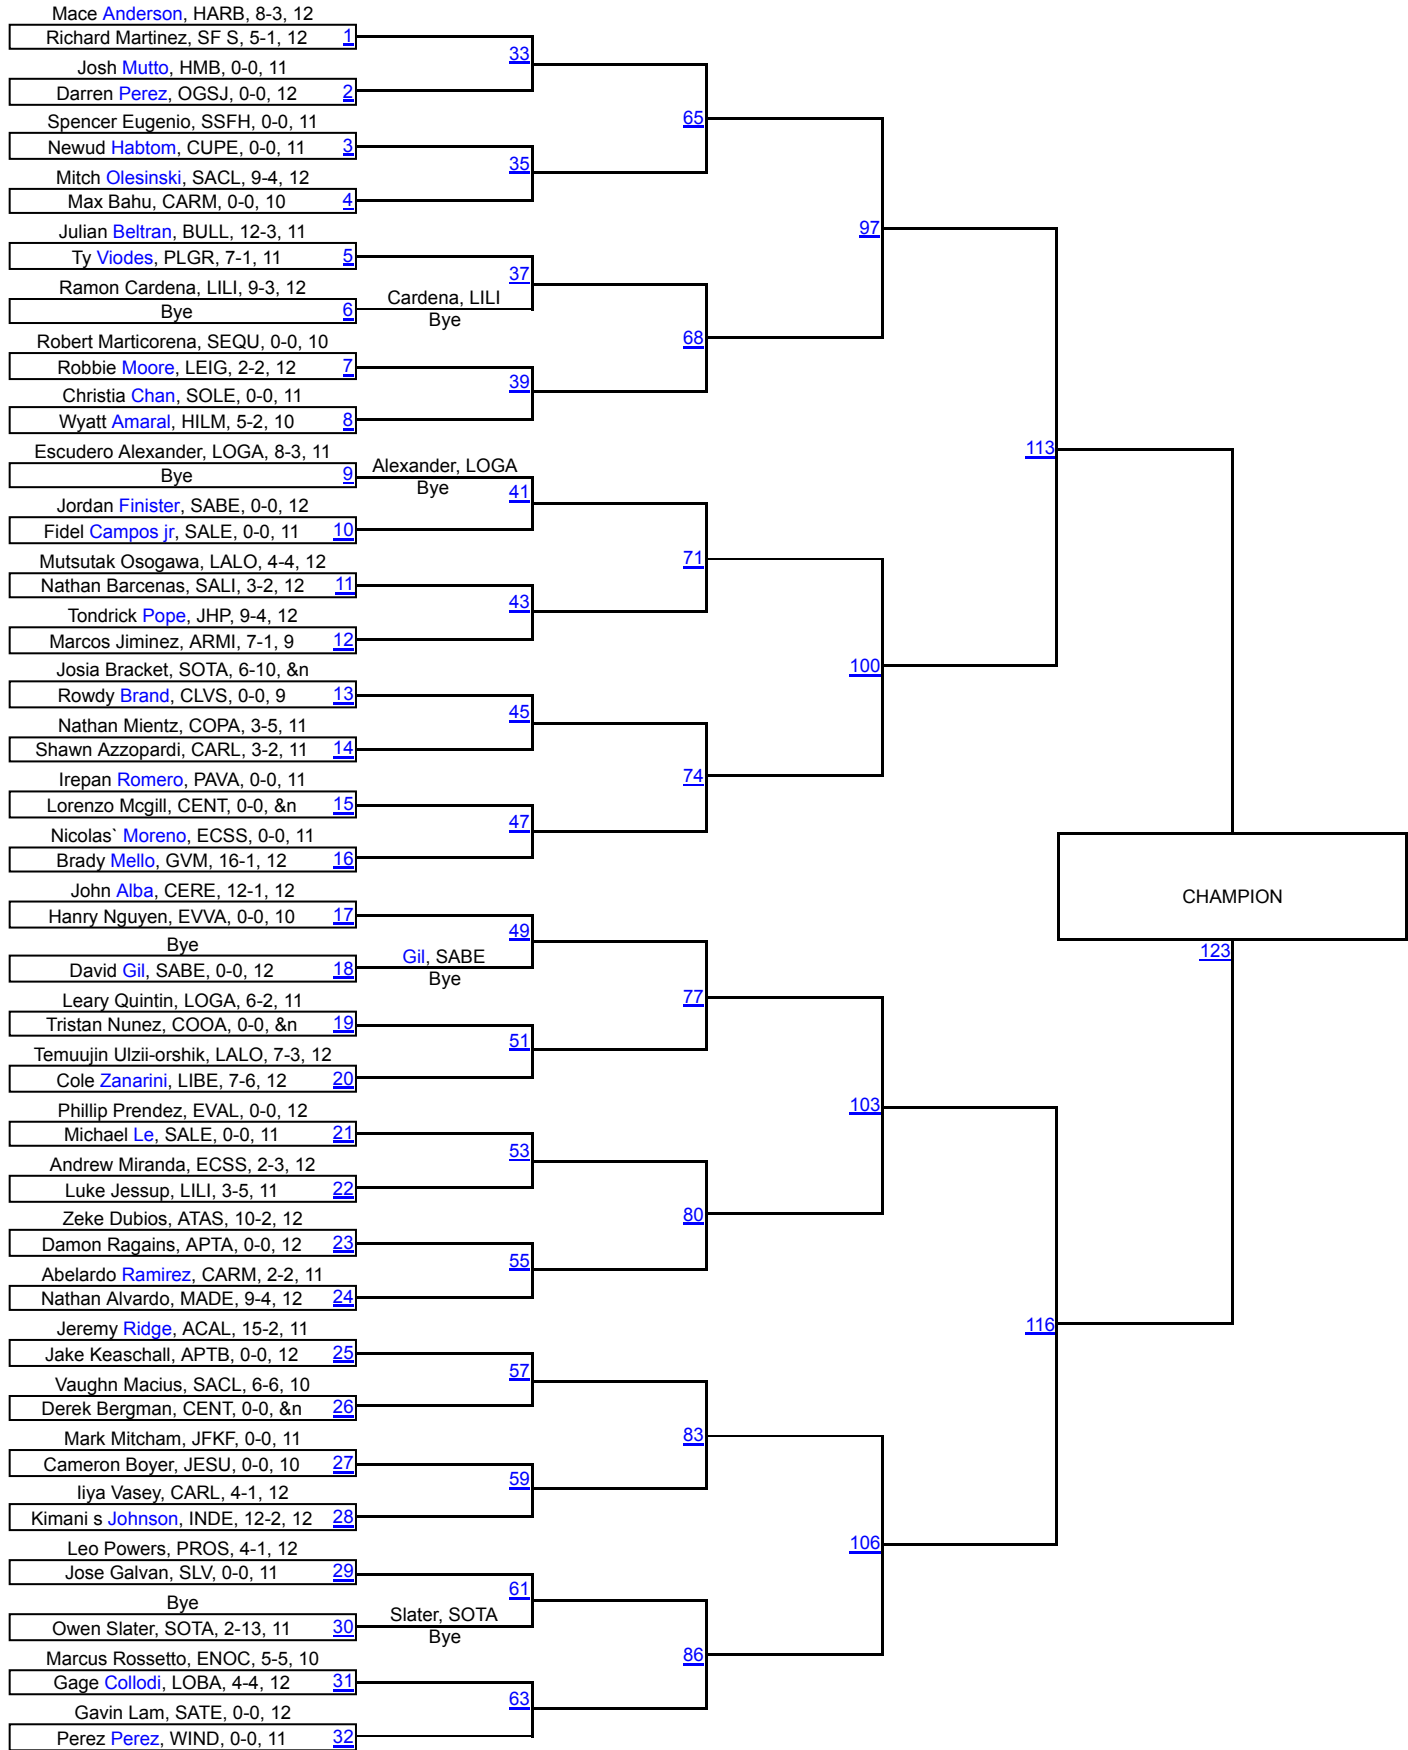 Mace Anderson, HARB, 8-3, 12
Richard Martinez, SF S, 5-1, 12 1
33
Josh Mutto, HMB, 0-0, 11
Darren Perez, OGSJ, 0-0, 12 2
65
Spencer Eugenio, SSFH, 0-0, 11
Newud Habtom, CUPE, 0-0, 11 3
35
Mitch Olesinski, SACL, 9-4, 12
Max Bahu, CARM, 0-0, 10 4
97
Julian Beltran, BULL, 12-3, 11
Ty Viodes, PLGR, 7-1, 11 5
37
Ramon Cardena, LILI, 9-3, 12
Cardena, LILI
Bye 6
Bye
68
Robert Marticorena, SEQU, 0-0, 10
Robbie Moore, LEIG, 2-2, 12 7
39
Christia Chan, SOLE, 0-0, 11
Wyatt Amaral, HILM, 5-2, 10 8
113
Escudero Alexander, LOGA, 8-3, 11
Alexander, LOGA
Bye 9
Bye
41
Jordan Finister, SABE, 0-0, 12
Fidel Campos jr, SALE, 0-0, 11 10
71
Mutsutak Osogawa, LALO, 4-4, 12
Nathan Barcenas, SALI, 3-2, 12 11
43
Tondrick Pope, JHP, 9-4, 12
Marcos Jiminez, ARMI, 7-1, 9 12
100
Josia Bracket, SOTA, 6-10, &n
Rowdy Brand, CLVS, 0-0, 9 13
45
Nathan Mientz, COPA, 3-5, 11
Shawn Azzopardi, CARL, 3-2, 11 14
74
Irepan Romero, PAVA, 0-0, 11
Lorenzo Mcgill, CENT, 0-0, &n 15
47
Nicolas` Moreno, ECSS, 0-0, 11
Brady Mello, GVM, 16-1, 12 16
John Alba, CERE, 12-1, 12
CHAMPION
Hanry Nguyen, EVVA, 0-0, 10 17
49
Bye
123
Gil, SABE
David Gil, SABE, 0-0, 12 18
Bye
77
Leary Quintin, LOGA, 6-2, 11
Tristan Nunez, COOA, 0-0, &n 19
51
Temuujin Ulzii-orshik, LALO, 7-3, 12
Cole Zanarini, LIBE, 7-6, 12 20
103
Phillip Prendez, EVAL, 0-0, 12
Michael Le, SALE, 0-0, 11 21
53
Andrew Miranda, ECSS, 2-3, 12
Luke Jessup, LILI, 3-5, 11 22
80
Zeke Dubios, ATAS, 10-2, 12
Damon Ragains, APTA, 0-0, 12 23
55
Abelardo Ramirez, CARM, 2-2, 11
Nathan Alvardo, MADE, 9-4, 12 24
116
Jeremy Ridge, ACAL, 15-2, 11
Jake Keaschall, APTB, 0-0, 12 25
57
Vaughn Macius, SACL, 6-6, 10
Derek Bergman, CENT, 0-0, &n 26
83
Mark Mitcham, JFKF, 0-0, 11
Cameron Boyer, JESU, 0-0, 10 27
59
Iiya Vasey, CARL, 4-1, 12
Kimani s Johnson, INDE, 12-2, 12 28
106
Leo Powers, PROS, 4-1, 12
Jose Galvan, SLV, 0-0, 11 29
61
Bye
Slater, SOTA
Owen Slater, SOTA, 2-13, 11 30
Bye
86
Marcus Rossetto, ENOC, 5-5, 10
Gage Collodi, LOBA, 4-4, 12 31
63
Gavin Lam, SATE, 0-0, 12
Perez Perez, WIND, 0-0, 11 32